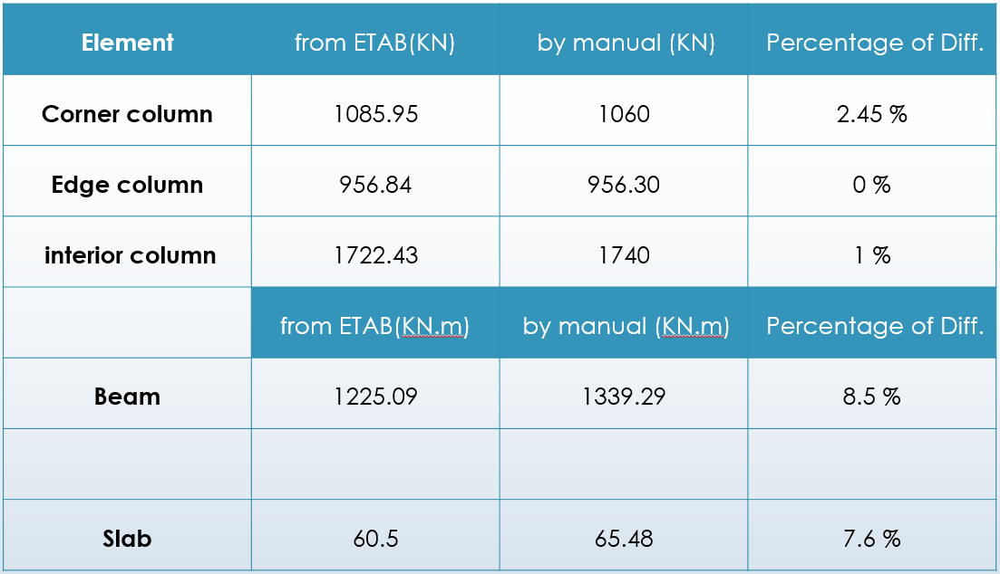 Element from ETAB(KN) by manual (KN) Percentage of Diff.
Corner column 1085.95 1060 2.45 %
Edge column 956.84 956.30 0 %
interior column 1722.43 1740 1 %
from ETAB(KN.m) by manual (KN.m) Percentage of Diff.
Beam 1225.09 1339.29 8.5 %
Slab 60.5 65.48 7.6 %